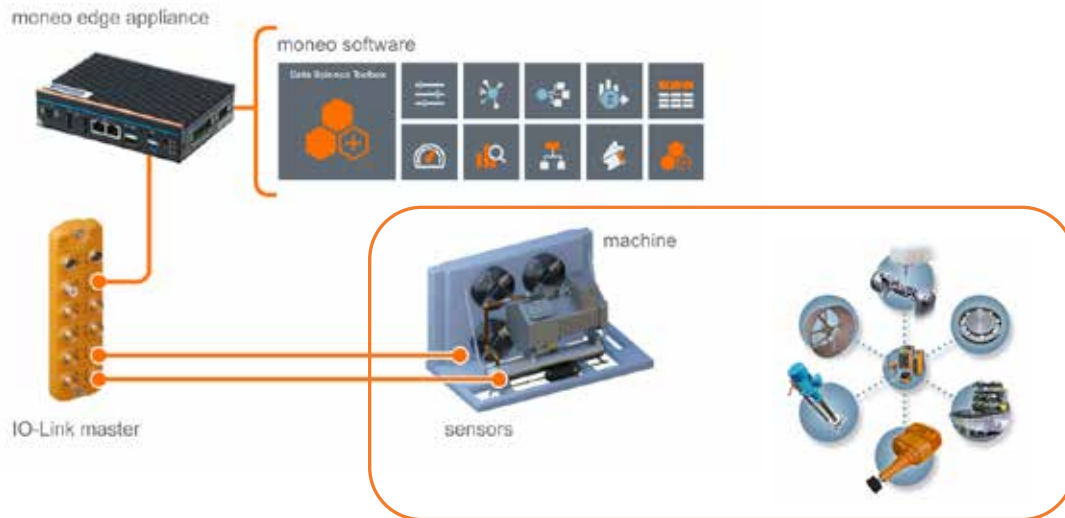 moneo edge appliance
moneo software
Data Science Toolbox
machine
IO-Link master
sensors